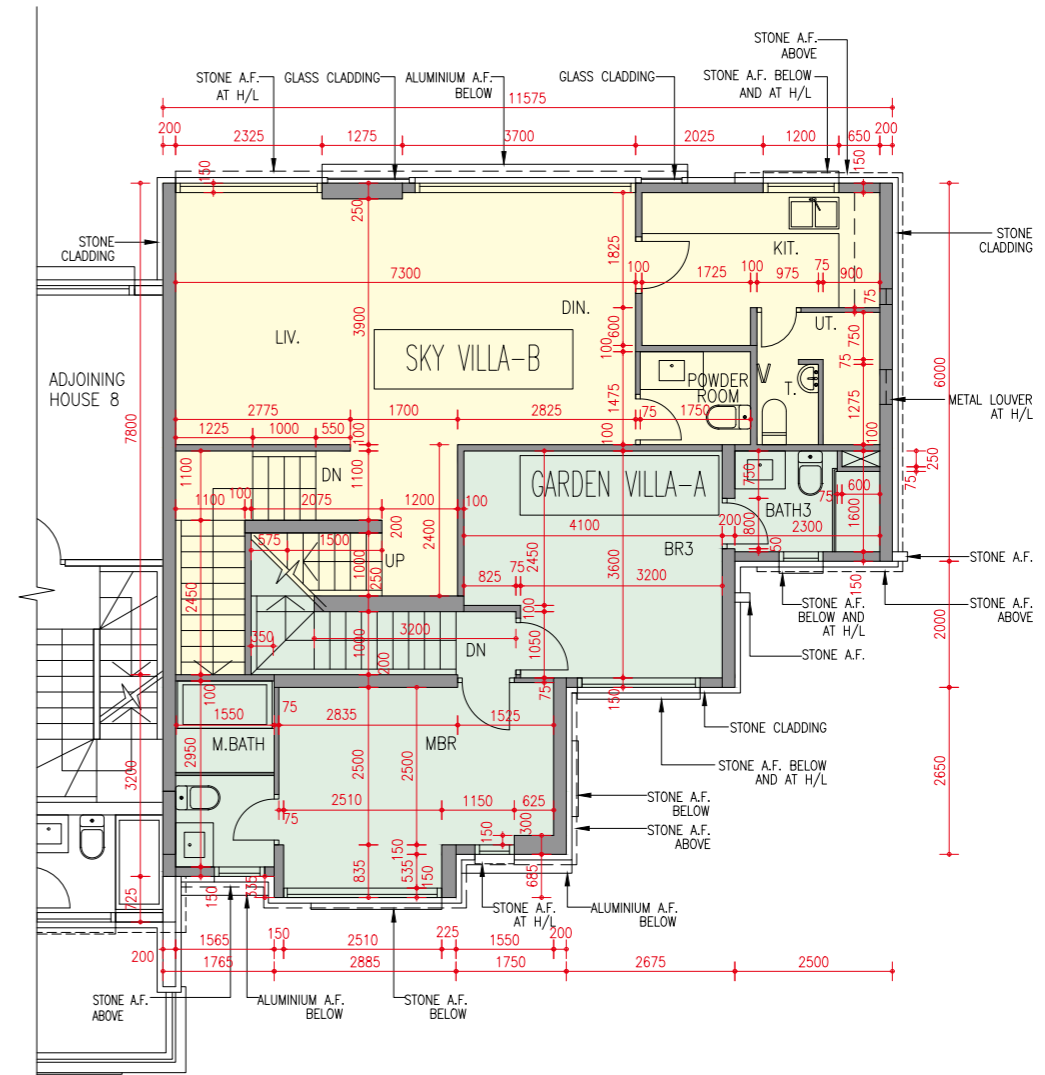 STONE A.F.
ABOVE
STONE A.F.
AT H/L
GLASS CLADDING
ALUMINIUM A.F.
BELOW
GLASS CLADDING
STONE A.F. BELOW
AND AT H/L
11575
200 2325 1275 3700 2025 1200 650 200
150
150
250
STONE
CLADDING
STONE
CLADDING
1825
KIT.
7300 100 1725 100 975 75 900
75
DIN.
UT.
LIV.
3900
600
750
SKY VILLA-B
100
75
6000
ADJOINING
HOUSE 8
7800
POWDER
ROOM
T.
METAL LOUVER
AT H/L
1475
1275
2775 1700 2825 75 1750
1225 1000 550
100
100
100
250
75
1100
DN
1100
GARDEN VILLA-A
750
75 600
1100 100 2075 1200 100
BATH3
1600
200
4100 200 2300
800
2400
575 1500
UP
BR3
50
STONE A.F.
1000
250
2450
3600
150
2450
825 75 3200
STONE A.F.
BELOW AND
AT H/L
STONE A.F.
ABOVE
100
2000
350
1000
3200
DN
1050
STONE A.F.
200
75
100
150
1550 75 2835 1525
STONE CLADDING
M.BATH
MBR
2950
2500
2500
STONE A.F. BELOW
AND AT H/L
2650
3200
STONE A.F.
BELOW
2510 1150 625
75
300
150
STONE A.F.
ABOVE
150
835
535
150
685
725
150
335
STONE A.F.
AT H/L
ALUMINIUM A.F.
BELOW
150 225
1565 2510 1550 200
200
1765 2885 1750 2675 2500
STONE A.F.
ABOVE
ALUMINIUM A.F.
BELOW
STONE A.F.
BELOW